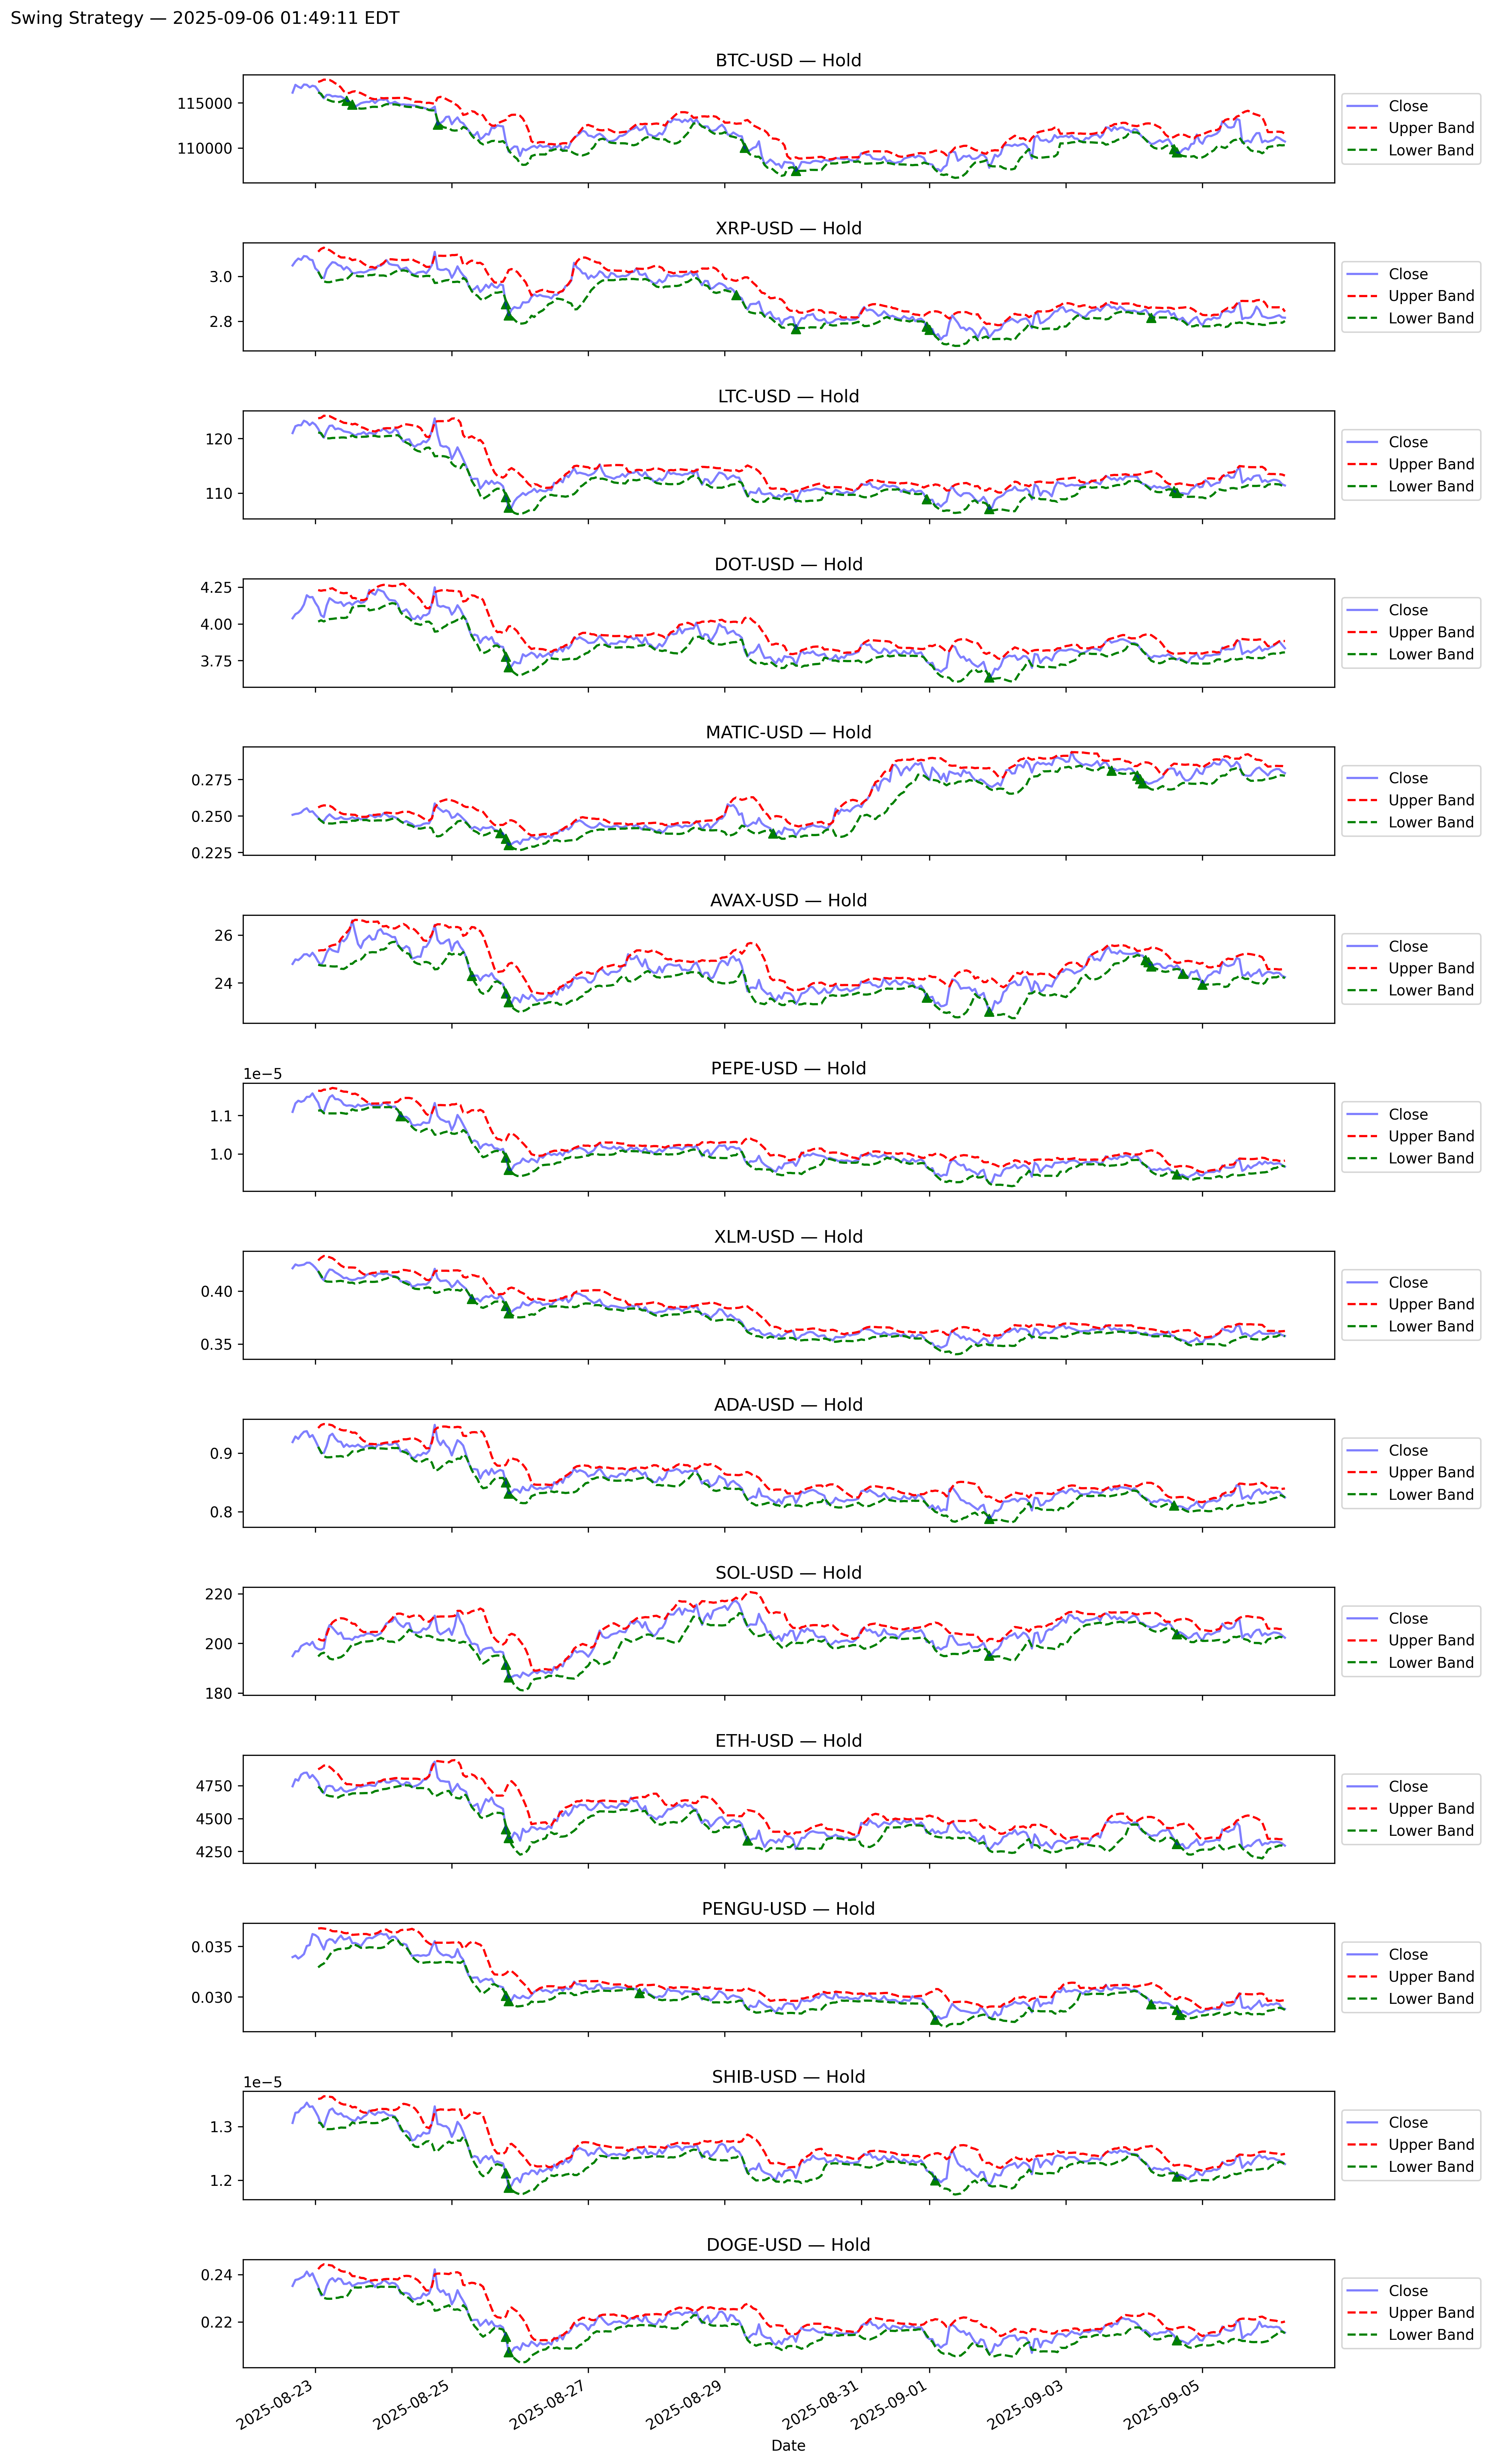 Swing Strategy — 2025-09-06 01:49:11 EDT
BTC-USD — Hold
115000
110000
Close
Upper Band
Lower Band
XRP-USD — Hold
3.0
2.8
Close
Upper Band
Lower Band
LTC-USD — Hold
120
110
Close
Upper Band
Lower Band
DOT-USD — Hold
4.25
4.00
3.75
Close
Upper Band
Lower Band
MATIC-USD — Hold
0.275
0.250
0.225
Close
Upper Band
Lower Band
AVAX-USD — Hold
26
24
Close
Upper Band
Lower Band
PEPE-USD — Hold
1e−5
1.1
1.0
Close
Upper Band
Lower Band
XLM-USD — Hold
0.40
0.35
Close
Upper Band
Lower Band
ADA-USD — Hold
0.9
0.8
Close
Upper Band
Lower Band
SOL-USD — Hold
220
200
180
Close
Upper Band
Lower Band
ETH-USD — Hold
4750
4500
4250
Close
Upper Band
Lower Band
PENGU-USD — Hold
0.035
0.030
Close
Upper Band
Lower Band
SHIB-USD — Hold
1e−5
1.3
1.2
Close
Upper Band
Lower Band
DOGE-USD — Hold
0.24
0.22
Close
Upper Band
Lower Band
2025-08-23
2025-08-25
2025-08-27
2025-08-29
2025-08-31
2025-09-01
2025-09-03
2025-09-05
Date